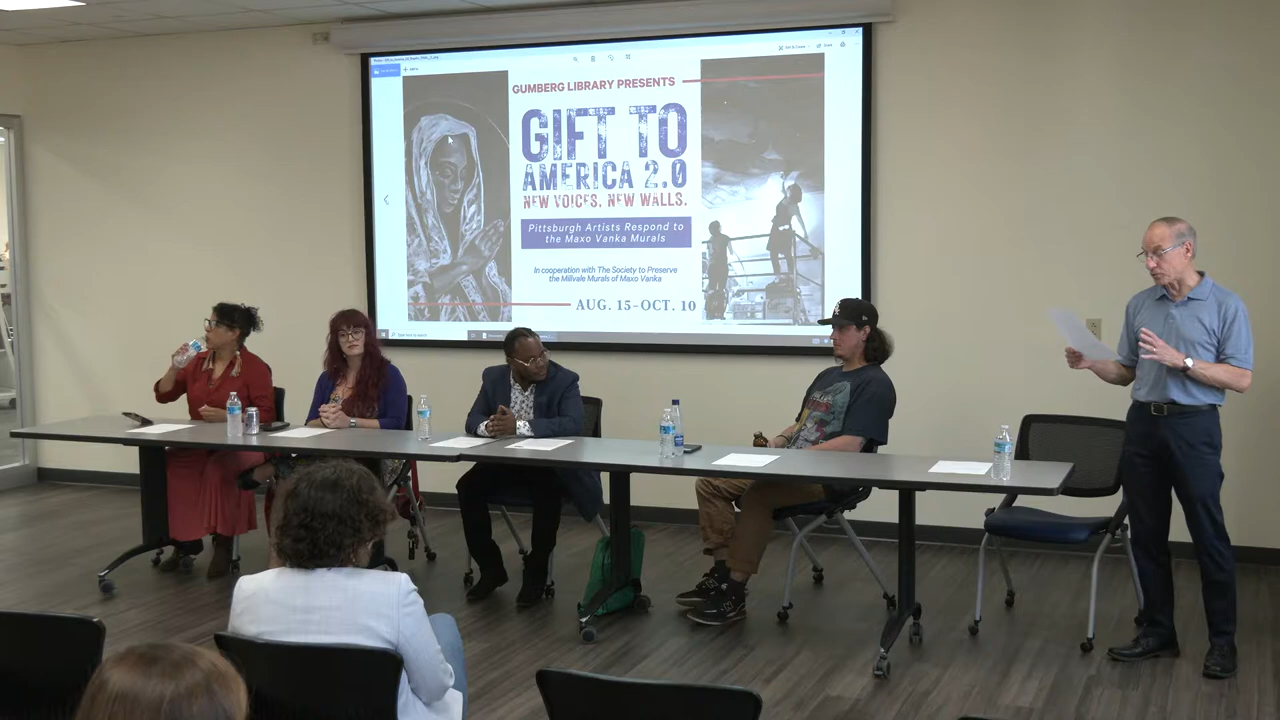 GUMBERG LIBRARY PRESENTS
GIFT TO
AMERICA 2.0
NEW VOICES. NEW WALLS.
Pittsburgh Artists Respond to
the Maxo Vanka Murals
In cooperation with The Society to Preserve
the Millvale Murals of Maxo Vanka
AUG. 15-OCT. 10